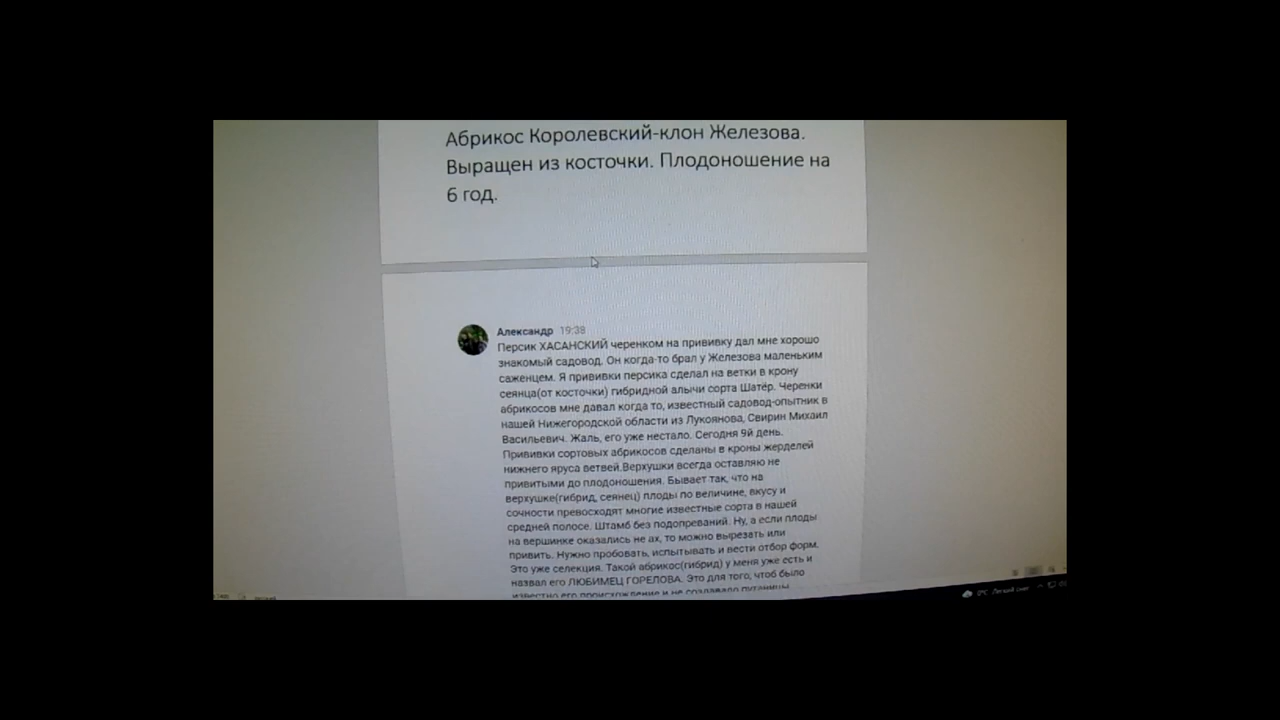 Абрикос Королевский-клон Железова.
Выращен из косточки. Плодоношение на
6 год.
Александр 19:38
Персик ХАСАНСКИЙ черенком на прививку дал мне хорошо
знакомый садовод. Он когда-то брал у Железова маленьким
саженцем. Я прививки персика сделал на ветки в крону
сеянца(от косточки) гибридной алычи сорта Шатёр. Черенки
абрикосов мне давал когда то, известный садовод-опытник в
нашей Нижегородской области из Лукоянова, Свирин Михаил
Васильевич. Жаль, его уже нестало. Сегодня 9й день.
Прививки сортовых абрикосов сделаны в кроны жерделей
нижнего яруса ветвей.Верхушки всегда оставляю не
привитыми до плодоношения. Бывает так, что на
верхушке(гибрид, сеянец) плоды по величине, вкусу и
сочности превосходят многие известные сорта в нашей
средней полосе. Штамб без подопреваний. Ну, а если плоды
на вершинке оказались не ах, то можно вырезать или
привить. Нужно пробовать, испытывать и вести отбор форм.
Это уже селекция. Такой абрикос(гибрид) у меня уже есть и
назвал его ЛЮБИМЕЦ ГОРЕЛОВА. Это для того, чтоб было
известно его происхождение и не создавало путаницы
0°C